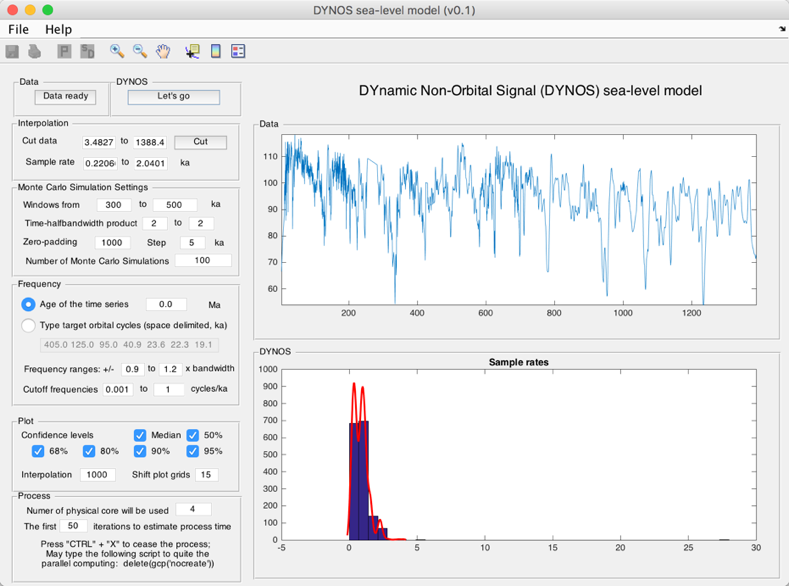 DYNOS sea-level model (v0.1)
File Help
Data
Data ready
DYNOS
Let's go
Interpolation
Cut data 3.4827 to 1388.4 Cut
Sample rate 0.2206 to 2.0401 ka
Monte Carlo Simulation Settings
Windows from 300 to 500 ka
Time-halfbandwidth product 2 to 2
Zero-padding 1000 Step 5 ka
Number of Monte Carlo Simulations 100
Frequency
Age of the time series 0.0 Ma
Type target orbital cycles (space delimited, ka)
405.0 125.0 95.0 40.9 23.6 22.3 19.1
Frequency ranges: +/- 0.9 to 1.2 x bandwidth
Cutoff frequencies 0.001 to 1 cycles/ka
Plot
Confidence levels Median 50%
68% 80% 90% 95%
Interpolation 1000 Shift plot grids 15
Process
Numer of physical core will be used 4
The first 50 iterations to estimate process time
Press "CTRL" + "X" to cease the process;
May type the following script to quite the
parallel computing: delete(gcp('nocreate'))
DYnamic Non-Orbital Signal (DYNOS) sea-level model
Data
110
100
90
80
70
60
200 400 600 800 1000 1200
DYNOS
Sample rates
1000
900
800
700
600
500
400
300
200
100
0
-5 0 5 10 15 20 25 30